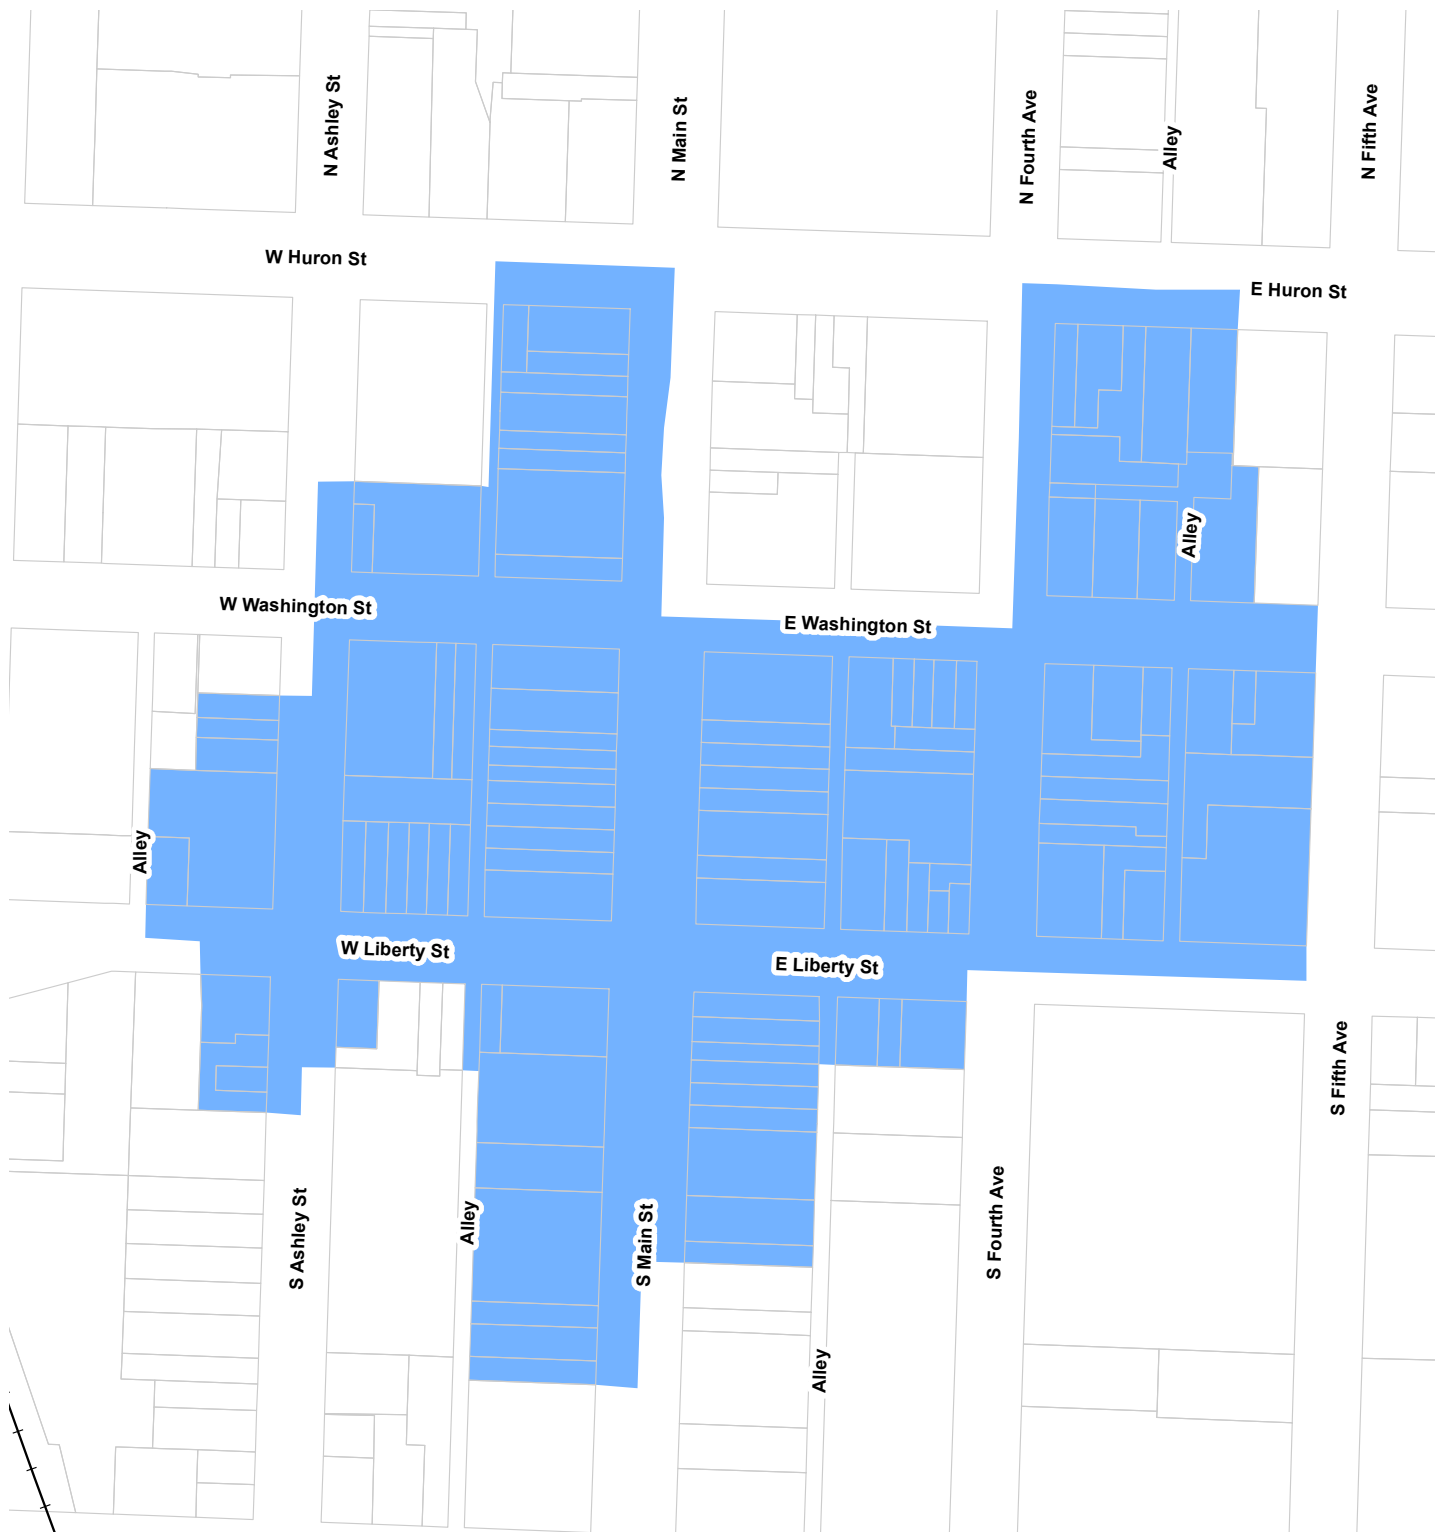 N Ashley St
N Main St
N Fourth Ave
Alley
N Fifth Ave
W Huron St
E Huron St
Alley
W Washington St
E Washington St
Alley
W Liberty St
E Liberty St
S Fifth Ave
S Ashley St
Alley
S Main St
S Fourth Ave
Alley